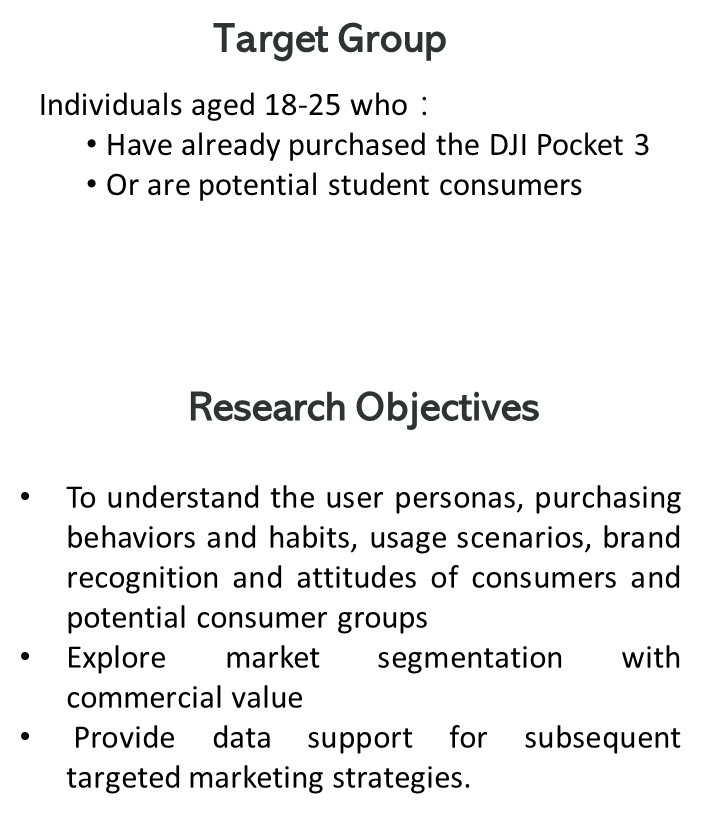 Target Group
Individuals aged 18-25 who：
• Have already purchased the DJI Pocket 3
• Or are potential student consumers
Research Objectives
• To understand the user personas, purchasing
behaviors and habits, usage scenarios, brand
recognition and attitudes of consumers and
potential consumer groups
• Explore market segmentation with
commercial value
• Provide data support for subsequent
targeted marketing strategies.